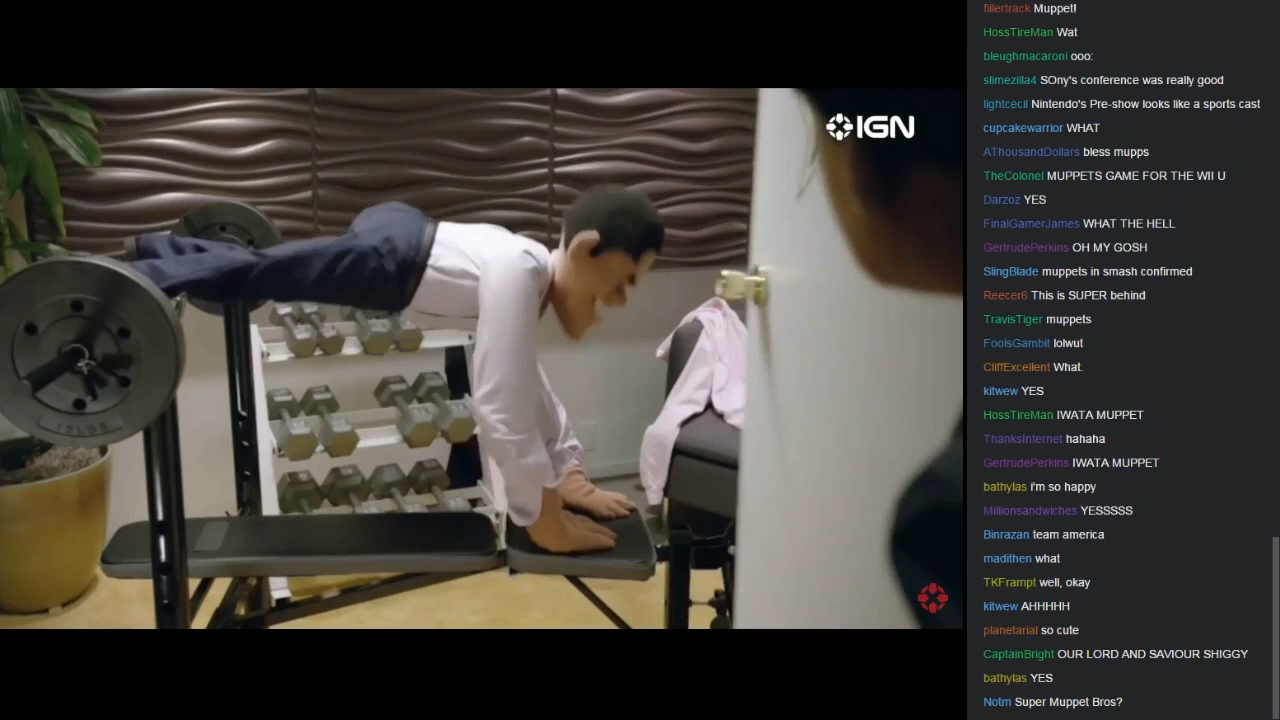 IGN
10LBS
fillertrack Muppet!
HossTireMan Wat
bleughmacaroni ooo:
slimezilla4 SOny's conference was really good
lightcecil Nintendo's Pre-show looks like a sports cast
cupcakewarrior WHAT
AThousandDollars bless mupps
TheColonel MUPPETS GAME FOR THE WII U
Darzoz YES
FinalGamerJames WHAT THE HELL
GertrudePerkins OH MY GOSH
SlingBlade muppets in smash confirmed
Reecer6 This is SUPER behind
TravisTiger muppets
FoolsGambit lolwut
CliffExcellent What.
kitwew YES
HossTireMan IWATA MUPPET
ThanksInternet hahaha
GertrudePerkins IWATA MUPPET
bathylas i'm so happy
Millionsandwiches YESSSSS
Binrazan team america
madithen what
TKFrampt well, okay
kitwew AHHHHH
planetarial so cute
CaptainBright OUR LORD AND SAVIOUR SHIGGY
bathylas YES
Notm Super Muppet Bros?